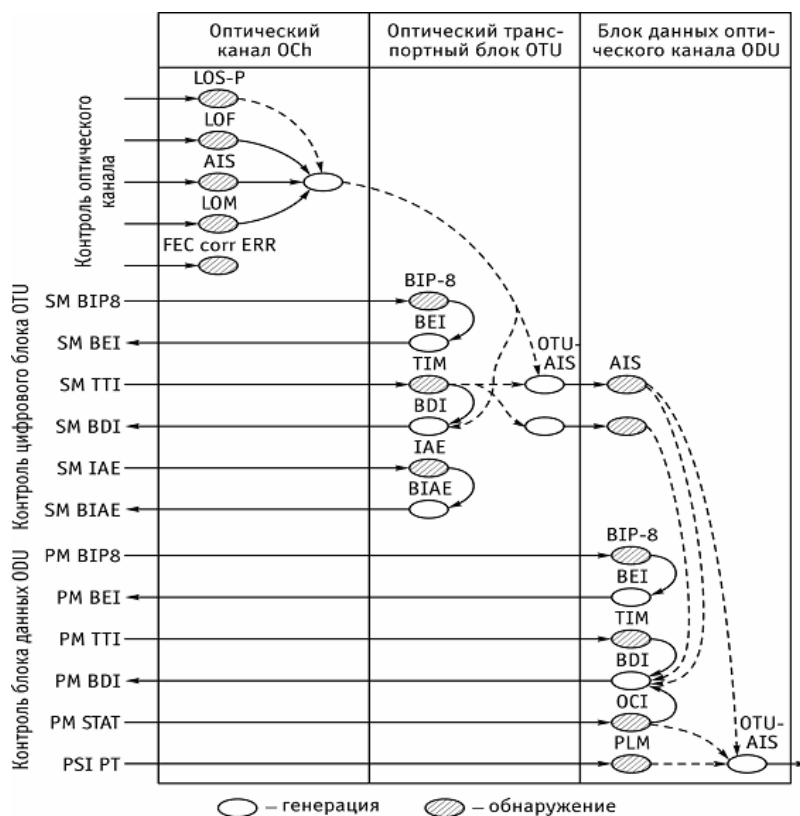 Оптический
канал OCh
Оптический транс-
портный блок OTU
Блок данных опти-
ческого канала ODU
Контроль оптического
канала
LOS-P
LOF
AIS
LOM
FEC corr ERR
Контроль цифрового блока OTU
SM BIP8
BIP-8
BEI
SM BEI
OTU-
AIS
SM TTI
TIM
AIS
BDI
SM BDI
IAE
SM IAE
BIAE
SM BIAE
Контроль блока данных ODU
PM BIP8
BIP-8
BEI
PM BEI
PM TTI
TIM
BDI
PM BDI
OCI
PM STAT
OTU-
AIS
PLM
PSI PT
– генерация
– обнаружение